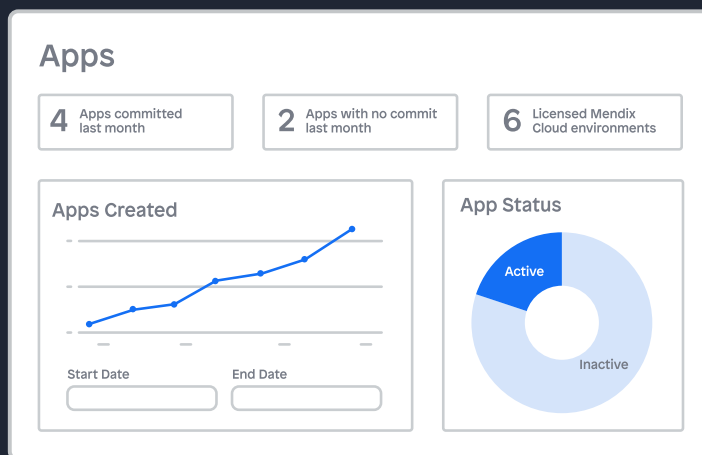 Apps
4
Apps committed
last month
2
Apps with no commit
last month
6
Licensed Mendix
Cloud environments
Apps Created
Start Date
End Date
App Status
Active
Inactive